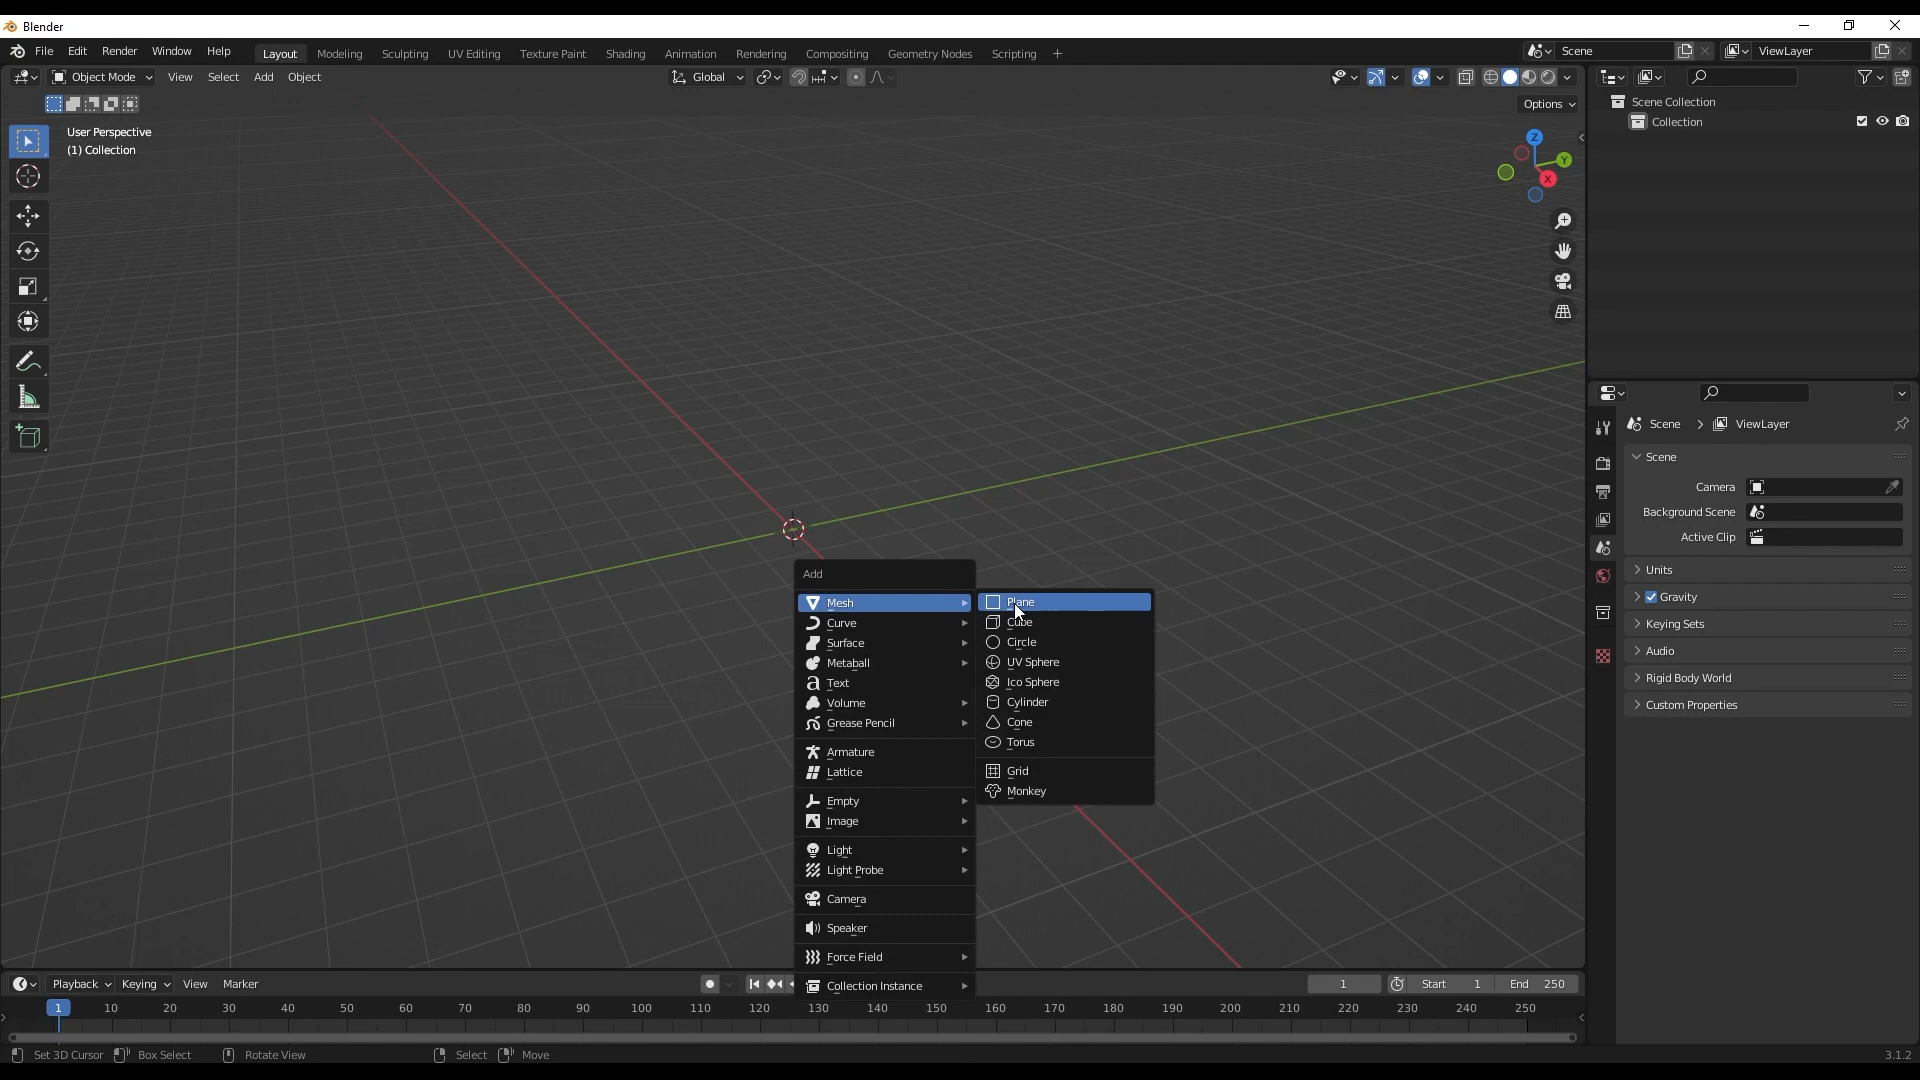 Blender
File Edit Render Window Help Layout Modeling Sculpting UV Editing Texture Paint Shading Animation Rendering Compositing Geometry Nodes Scripting + Scene ViewLayer
Object Mode View Select Add Object Global
Options
User Perspective
(1) Collection
Z
Y
X
Scene Collection
Collection
Scene > ViewLayer
Scene
Camera
Background Scene
Active Clip
Units
Gravity
Keying Sets
Audio
Rigid Body World
Custom Properties
Add
Mesh
Curve
Surface
Metaball
Text
Volume
Grease Pencil
Armature
Lattice
Empty
Image
Light
Light Probe
Camera
Speaker
Force Field
Collection Instance
Plane
Cube
Circle
UV Sphere
Ico Sphere
Cylinder
Cone
Torus
Grid
Monkey
Playback Keying View Marker 1 Start 1 End 250
1 10 20 30 40 50 60 70 80 90 100 110 120 130 140 150 160 170 180 190 200 210 220 230 240 250
Set 3D Cursor Box Select Rotate View Select Move 3.1.2